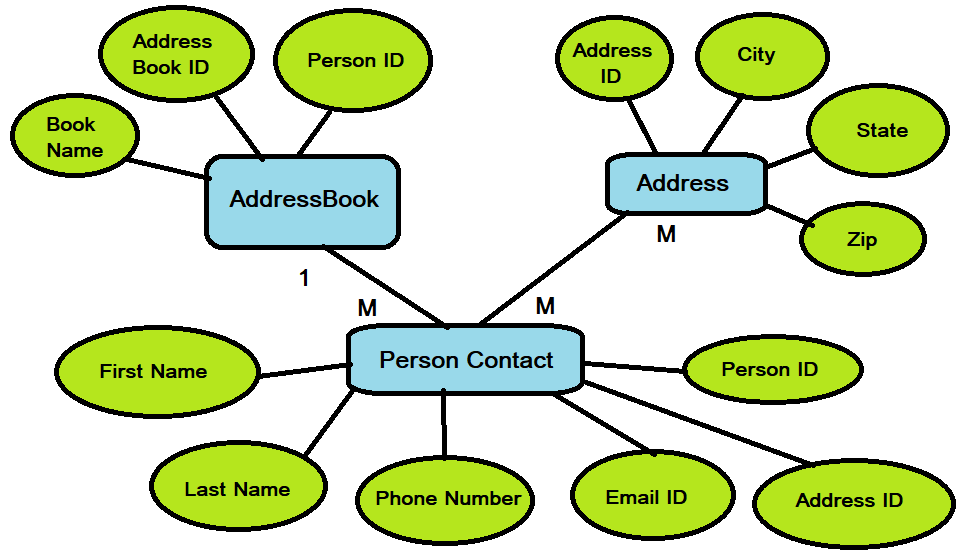 Address
Book ID
Person ID
Book
Name
AddressBook
Address
ID
City
State
Address
Zip
1
M
M
M
Person Contact
First Name
Last Name
Phone Number
Email ID
Address ID
Person ID